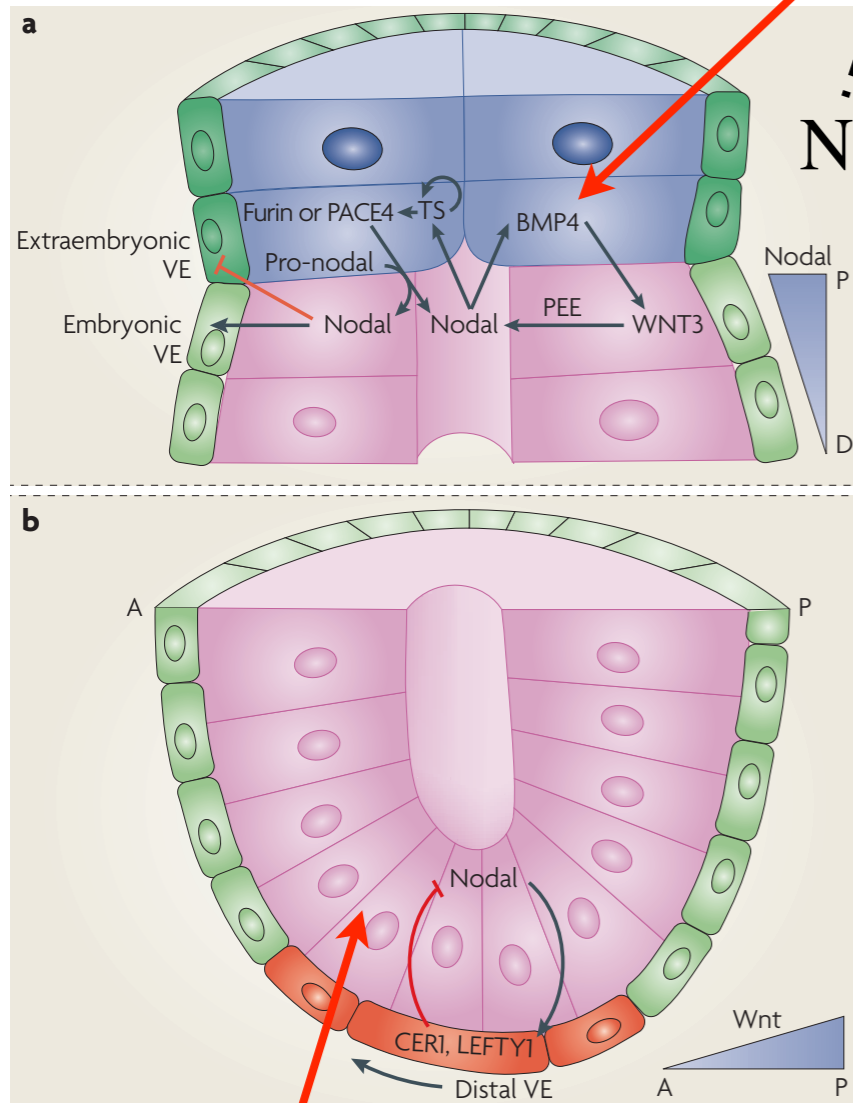 a
N
Furin or PACE4 TS BMP4
Extraembryonic
VE
Pro-nodal
Nodal
P
PEE
Embryonic
VE
Nodal Nodal WNT3
D
b
A P
Nodal
CER1, LEFTY1
Wnt
Distal VE
A P